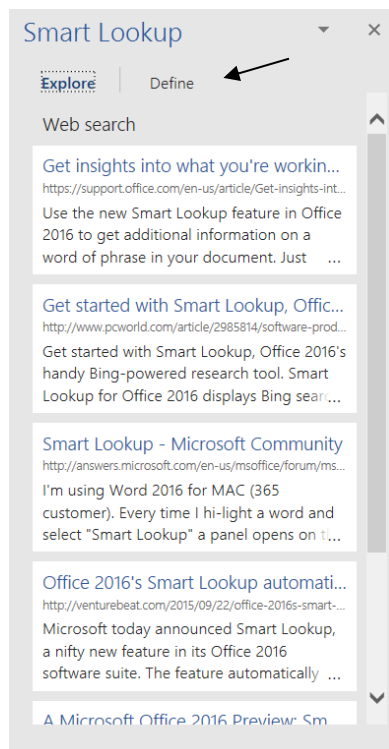 Smart Lookup
Explore Define
Web search
Get insights into what you're workin...
https://support.office.com/en-us/article/Get-insights-int...
Use the new Smart Lookup feature in Office
2016 to get additional information on a
word of phrase in your document. Just ...
Get started with Smart Lookup, Offic...
http://www.pcworld.com/article/2985814/software-prod...
Get started with Smart Lookup, Office 2016's
handy Bing-powered research tool. Smart
Lookup for Office 2016 displays Bing searc...
Smart Lookup - Microsoft Community
http://answers.microsoft.com/en-us/msoffice/forum/ms...
I'm using Word 2016 for MAC (365
customer). Every time I hi-light a word and
select "Smart Lookup" a panel opens on t...
Office 2016's Smart Lookup automati...
http://venturebeat.com/2015/09/22/office-2016s-smart-...
Microsoft today announced Smart Lookup,
a nifty new feature in its Office 2016
software suite. The feature automatically ...
A Microsoft Office 2016 Preview: Sm